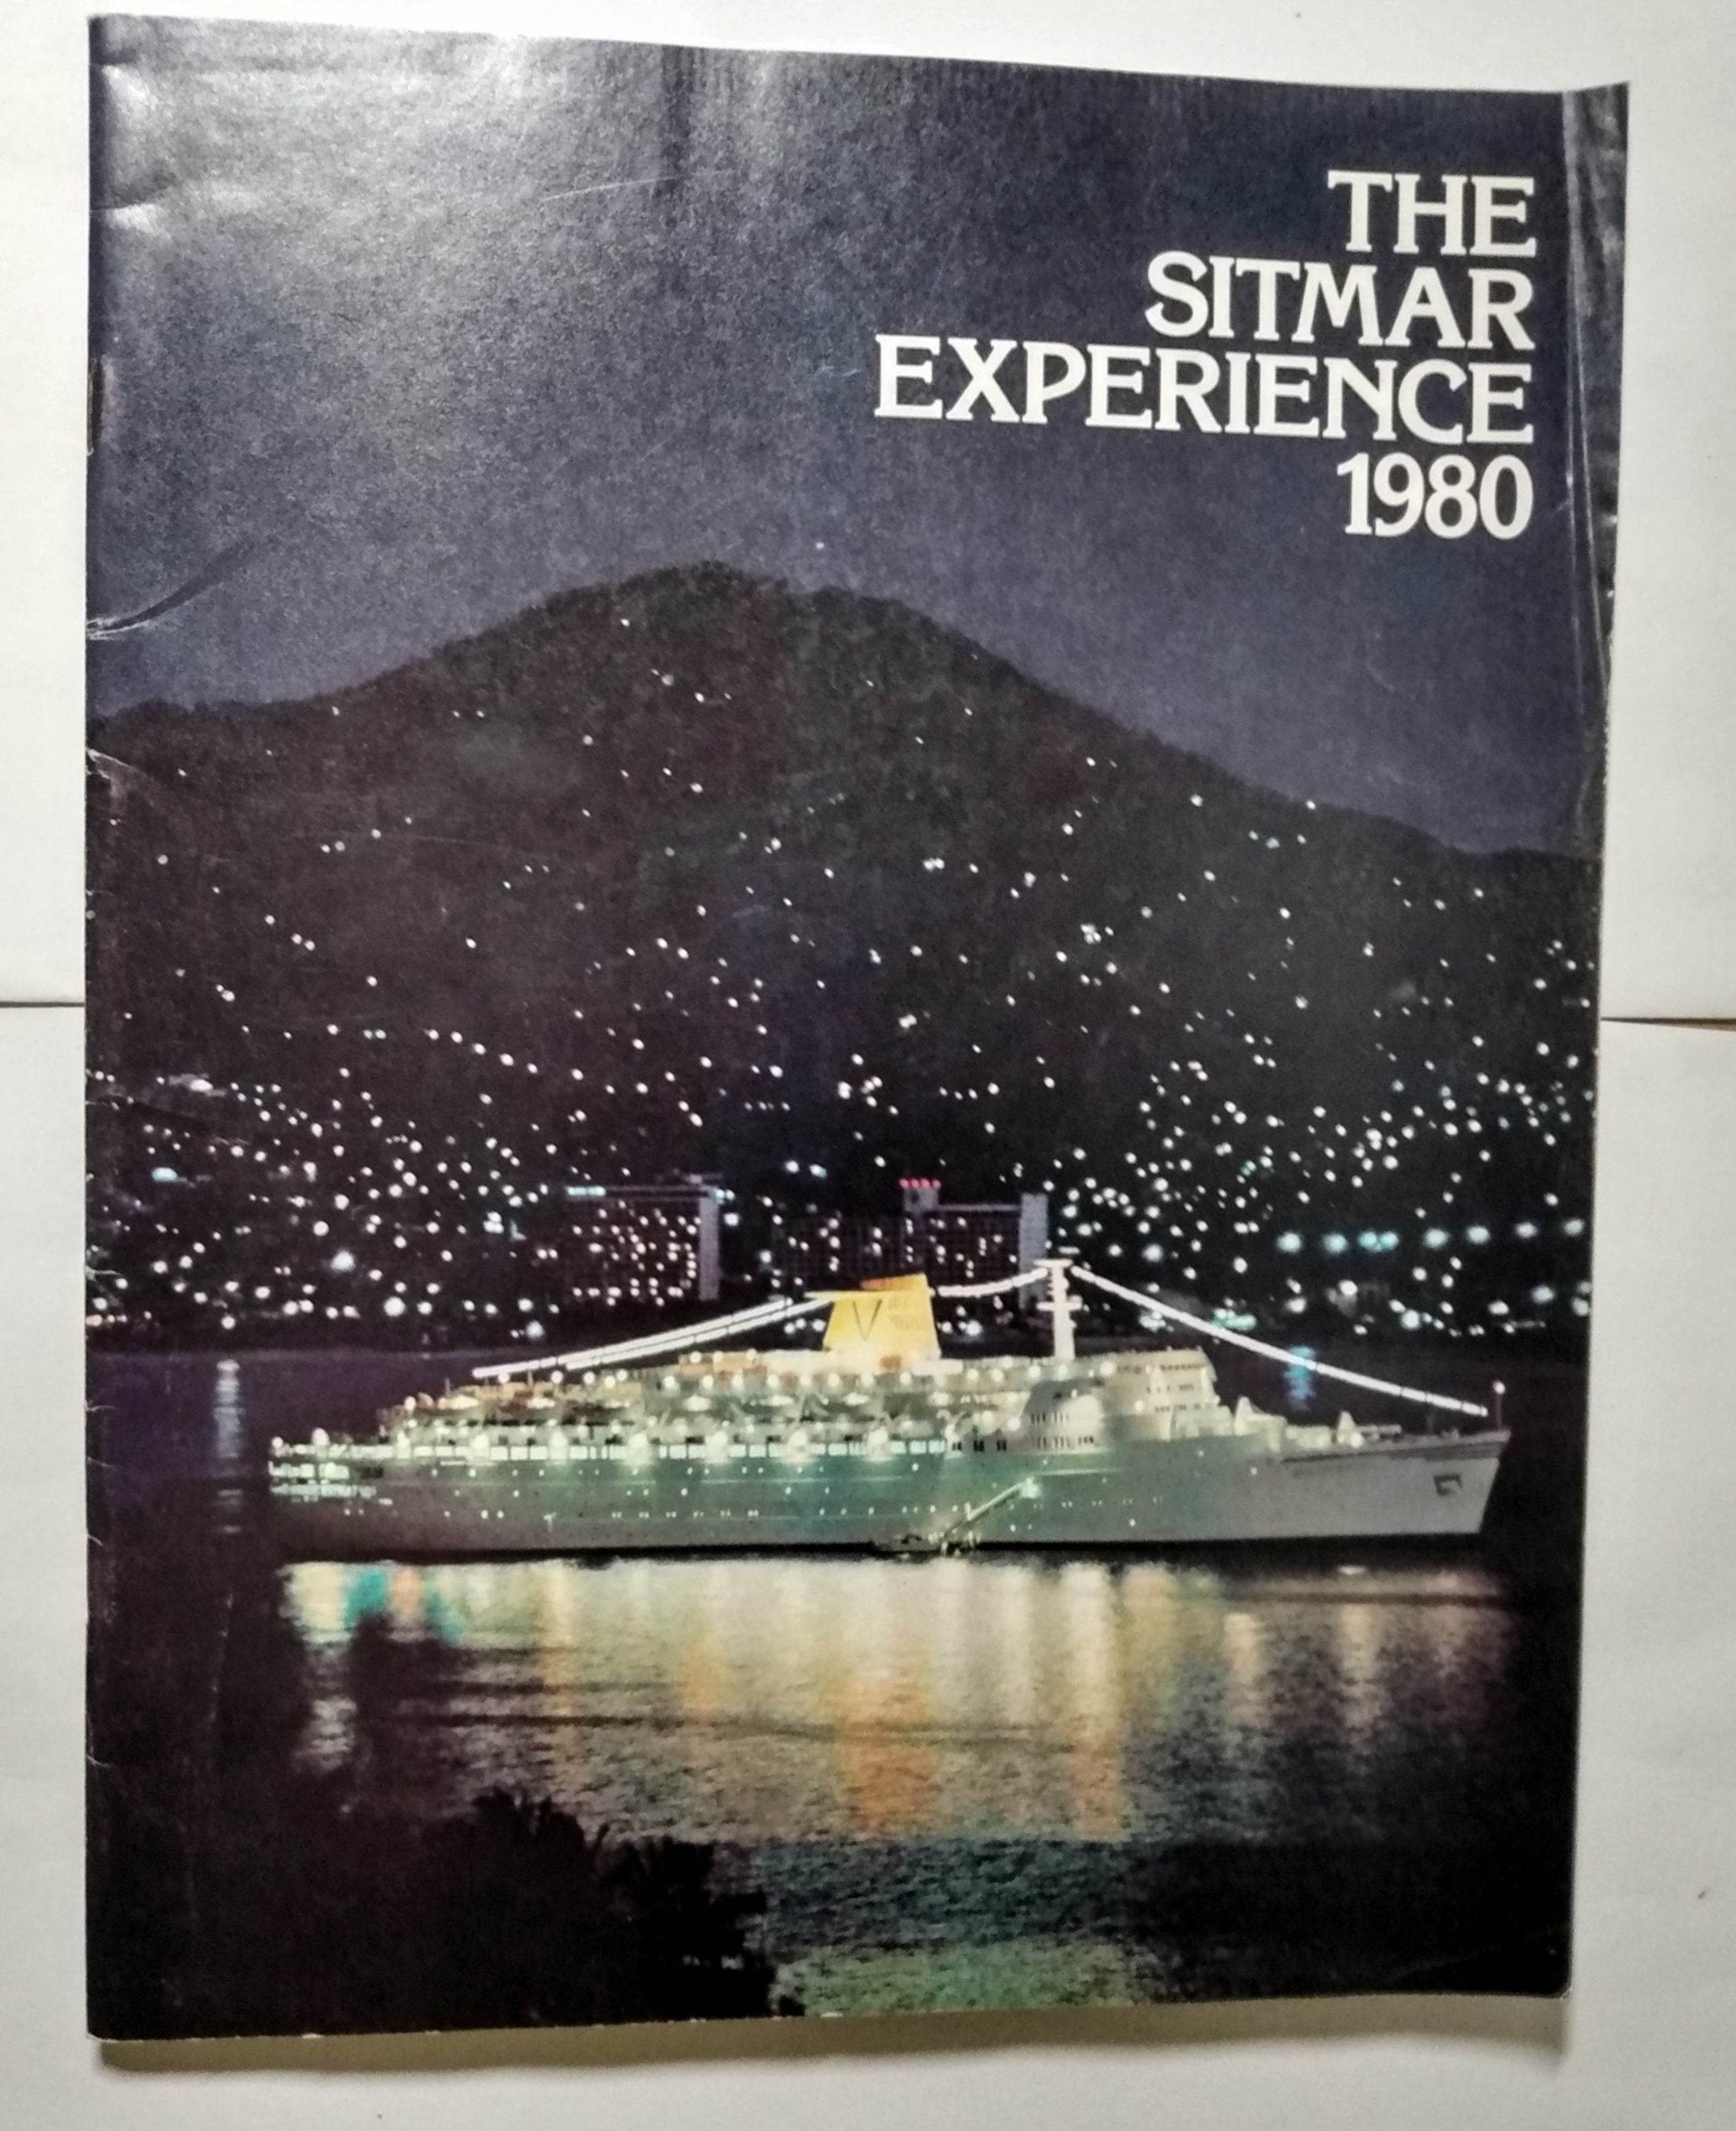 THE
SITMAR
EXPERIENCE
1980
V